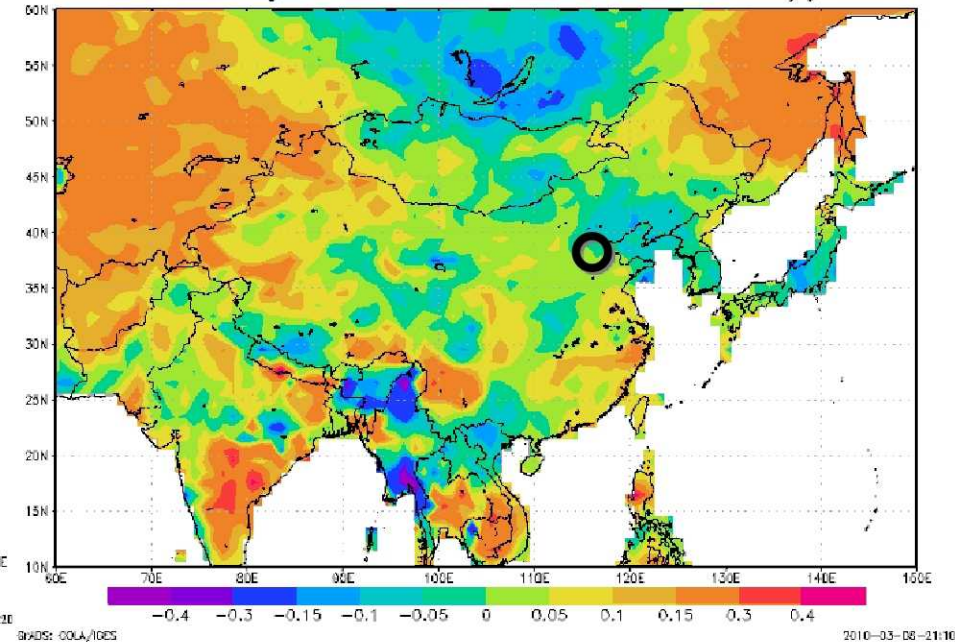 60N
55N
50N
45N
40N
35N
30N
25N
20N
15N
10N
60E 70E 80E 90E 100E 110E 120E 130E 140E 150E
-0.4 -0.3 -0.15 -0.1 -0.05 0 0.05 0.1 0.15 0.3 0.4
GrADS: COLA/IGES
2010-03-08-21:10